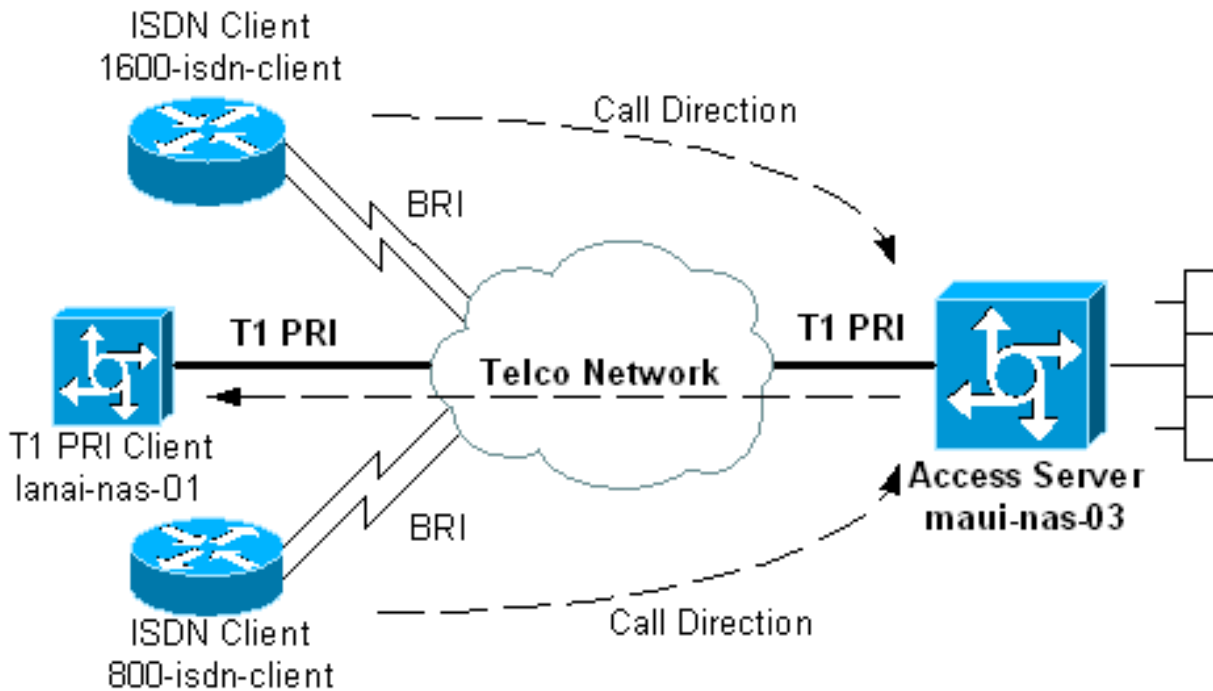 ISDN Client
1600-isdn-client
Call Direction
BRI
T1 PRI
T1 PRI
Telco Network
T1 PRI Client
lanai-nas-01
Access Server
maui-nas-03
BRI
Call Direction
ISDN Client
800-isdn-client